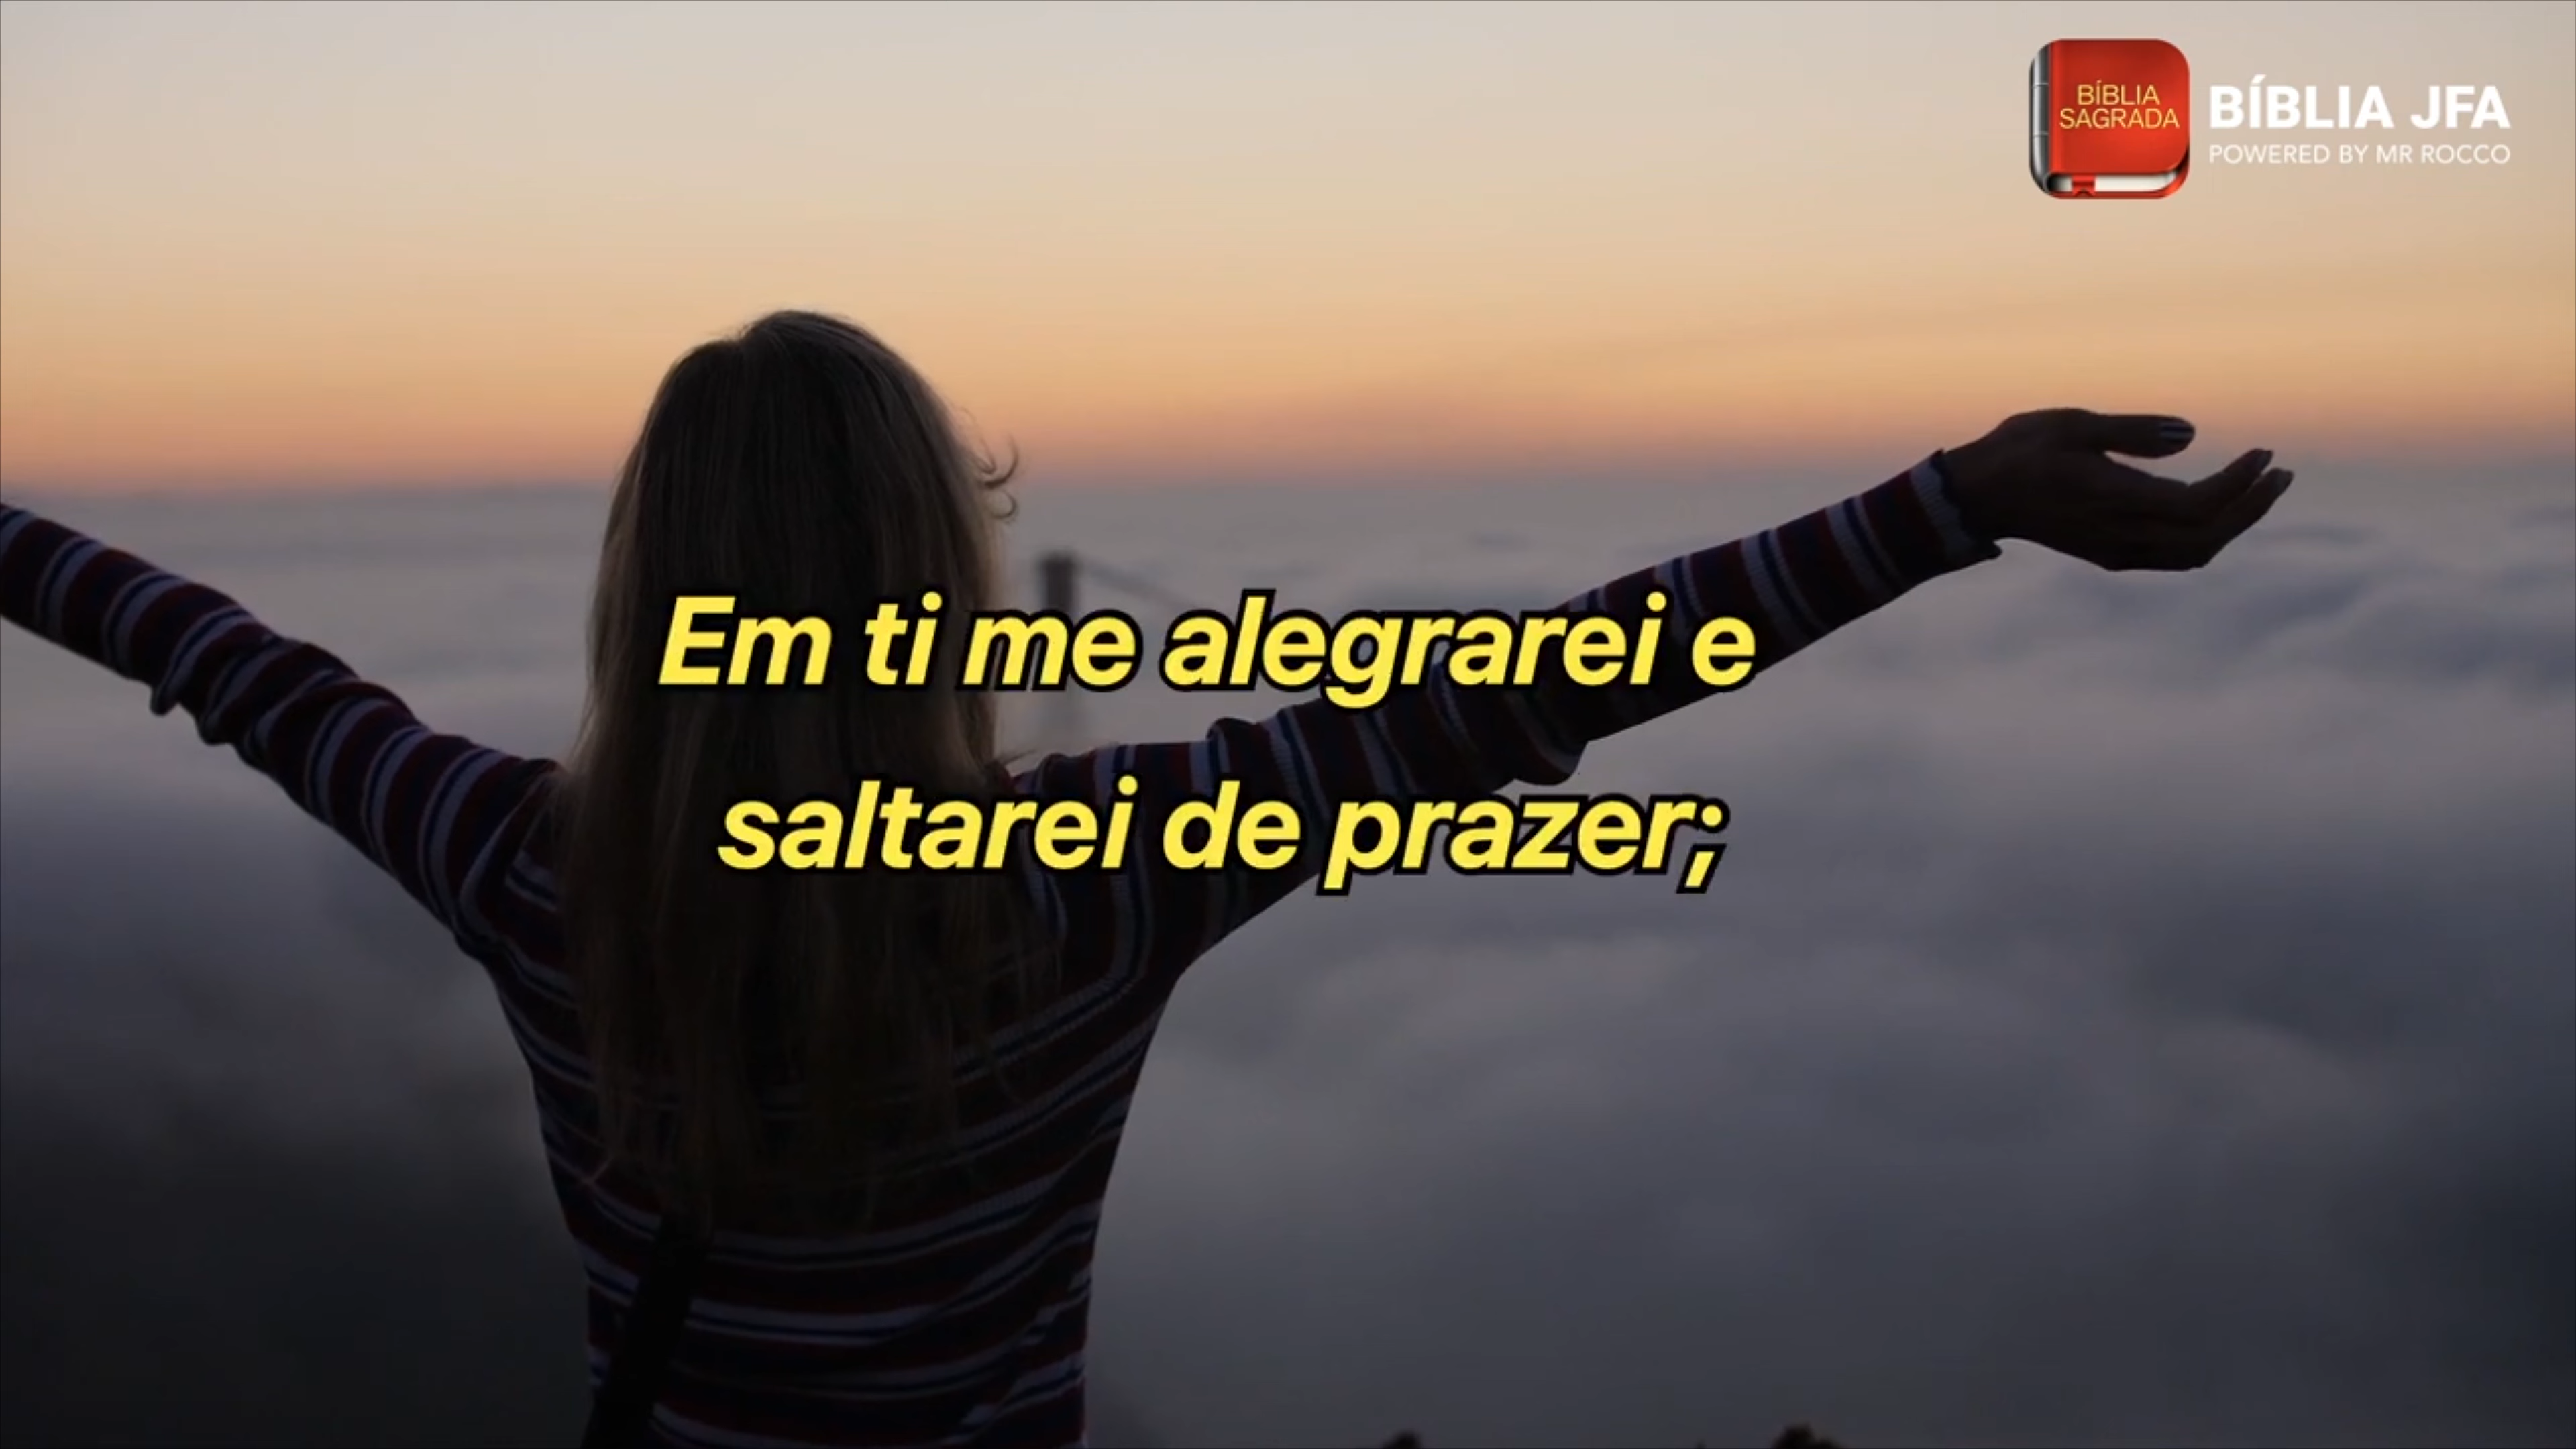 BÍBLIA
SAGRADA
BÍBLIA JFA
POWERED BY MR ROCCO
Em ti me alegrarei e
saltarei de prazer;